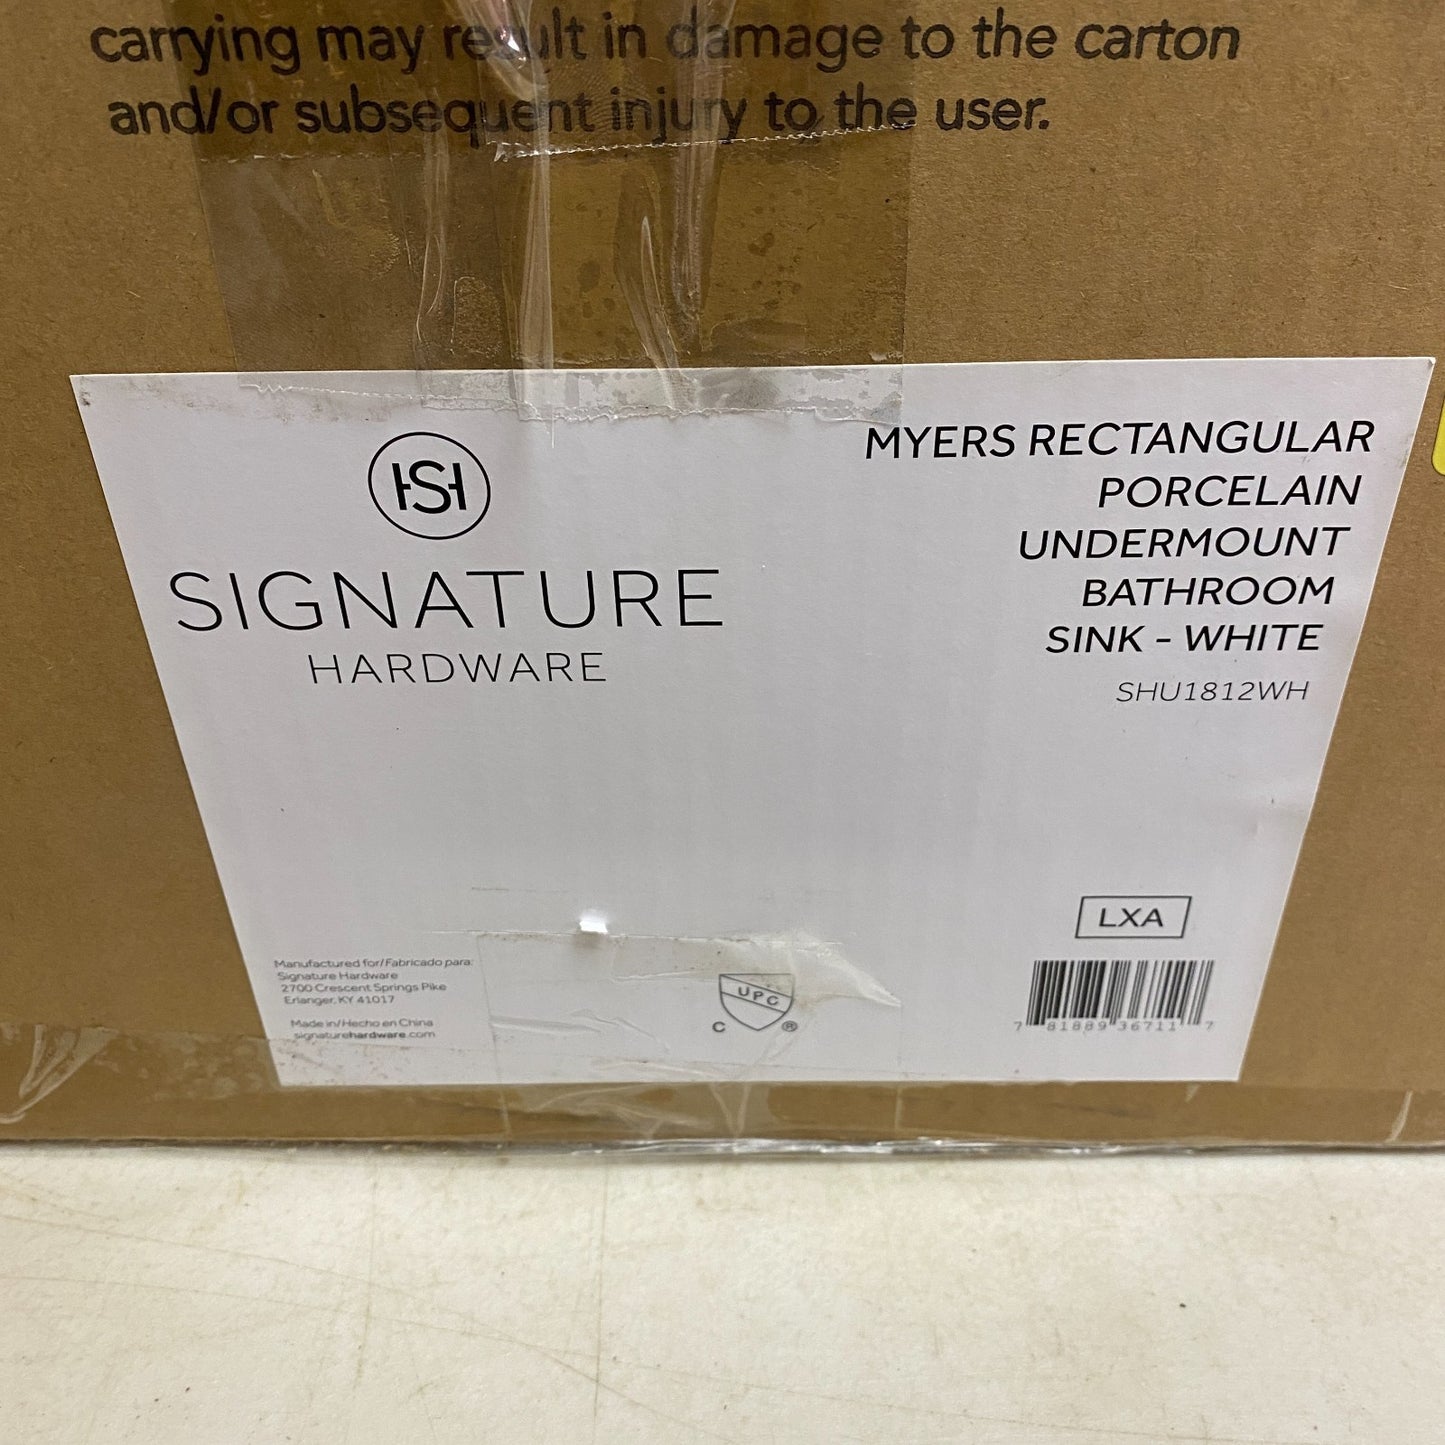 carrying may result in damage to the carton
and/or subsequent injury to the user.
HSH
SIGNATURE
HARDWARE
MYERS RECTANGULAR
PORCELAIN
UNDERMOUNT
BATHROOM
SINK - WHITE
SHU1812WH
LXA
Manufactured for/Fabricado para:
Signature Hardware
2700 Crescent Springs Pike
Erlanger, KY 41017
Made in/Hecho en China
signaturehardware.com
UPC
C ®
7 81889 36711 7